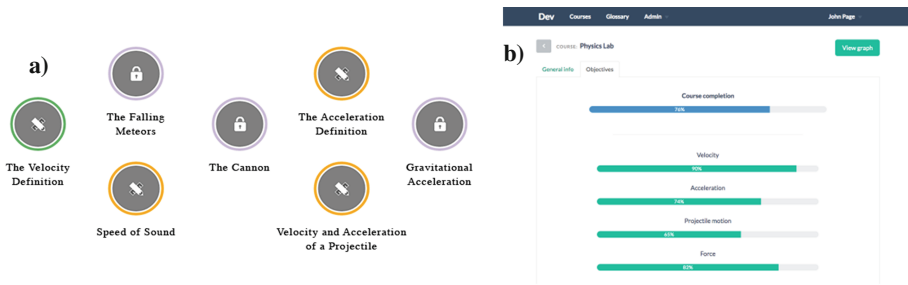 a)
The Falling
Meteors
The Acceleration
Definition
The Velocity
Definition
The Cannon
Gravitational
Acceleration
Speed of Sound
Velocity and Acceleration
of a Projectile
b)
Dev Courses Glossary Admin John Page
COURSE: Physics Lab
View graph
General info Objectives
Course completion
76%
Velocity
90%
Acceleration
74%
Projectile motion
65%
Force
82%